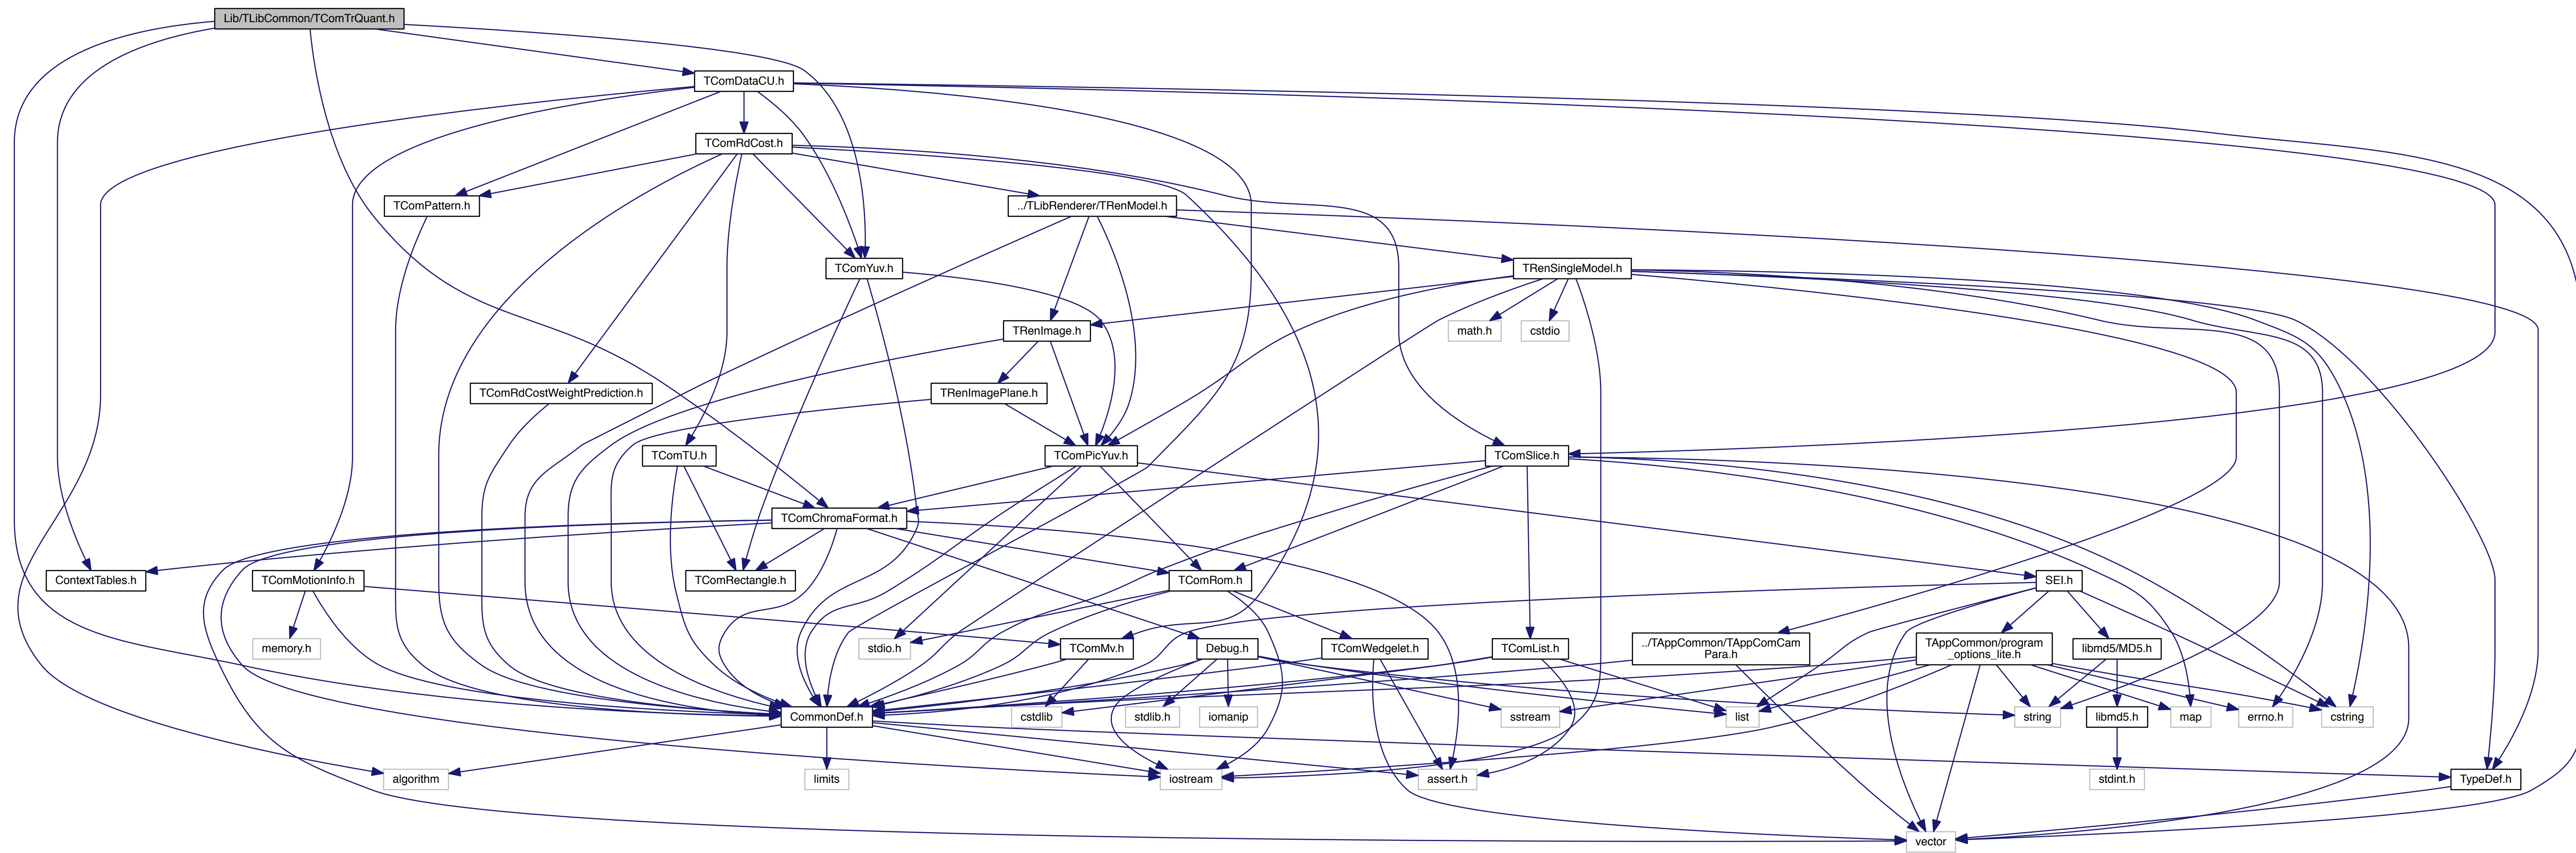 Lib/TLibCommon/TComTrQuant.h
TComDataCU.h
TComRdCost.h
TComPattern.h
../TLibRenderer/TRenModel.h
TComYuv.h
TRenSingleModel.h
TRenImage.h
math.h
cstdio
TComRdCostWeightPrediction.h
TRenImagePlane.h
TComTU.h
TComPicYuv.h
TComSlice.h
TComChromaFormat.h
ContextTables.h
TComMotionInfo.h
TComRectangle.h
TComRom.h
SEI.h
memory.h
stdio.h
TComMv.h
Debug.h
TComWedgelet.h
TComList.h
../TAppCommon/TAppComCam
Para.h
TAppCommon/program
_options_lite.h
libmd5/MD5.h
CommonDef.h
cstdlib
stdlib.h
iomanip
sstream
list
string
libmd5.h
map
errno.h
cstring
algorithm
limits
iostream
assert.h
stdint.h
TypeDef.h
vector